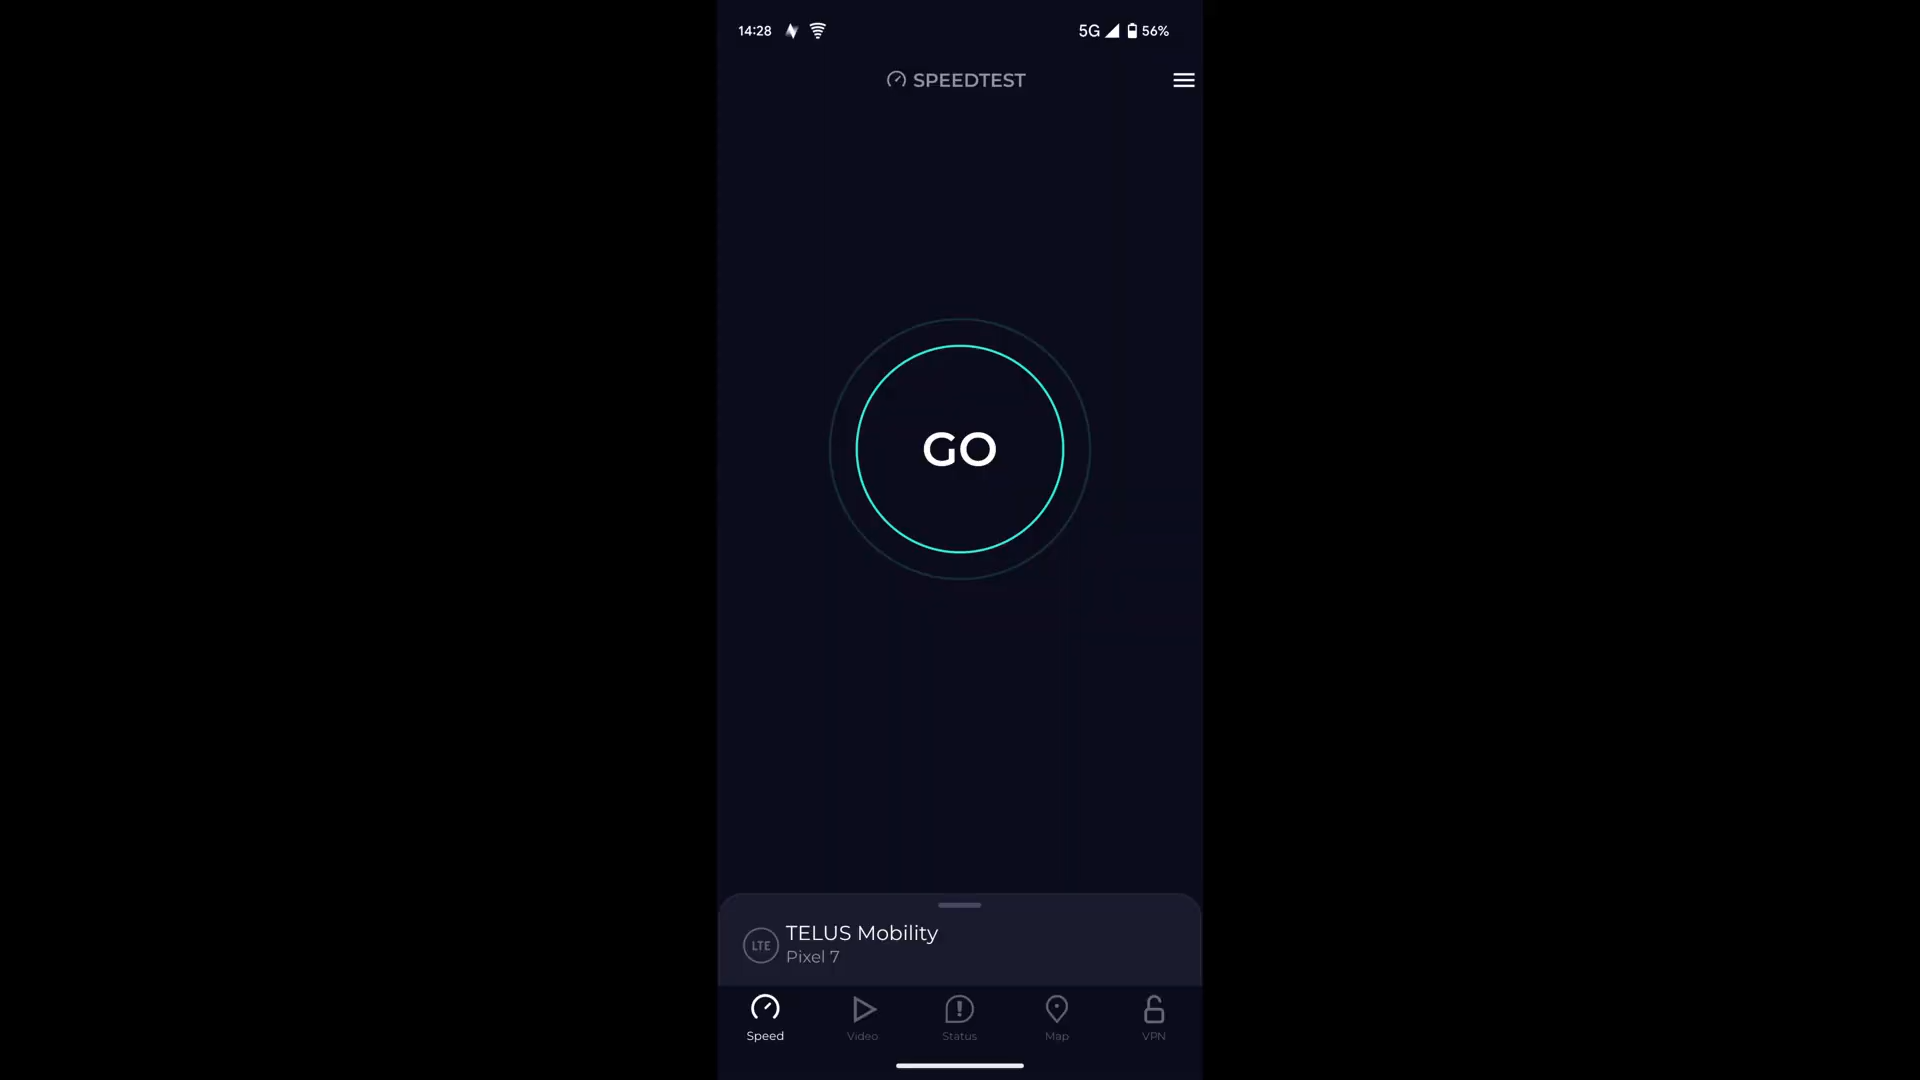 14:28 5G 56%
SPEEDTEST
GO
LTE
TELUS Mobility
Pixel 7
Speed Video Status Map VPN